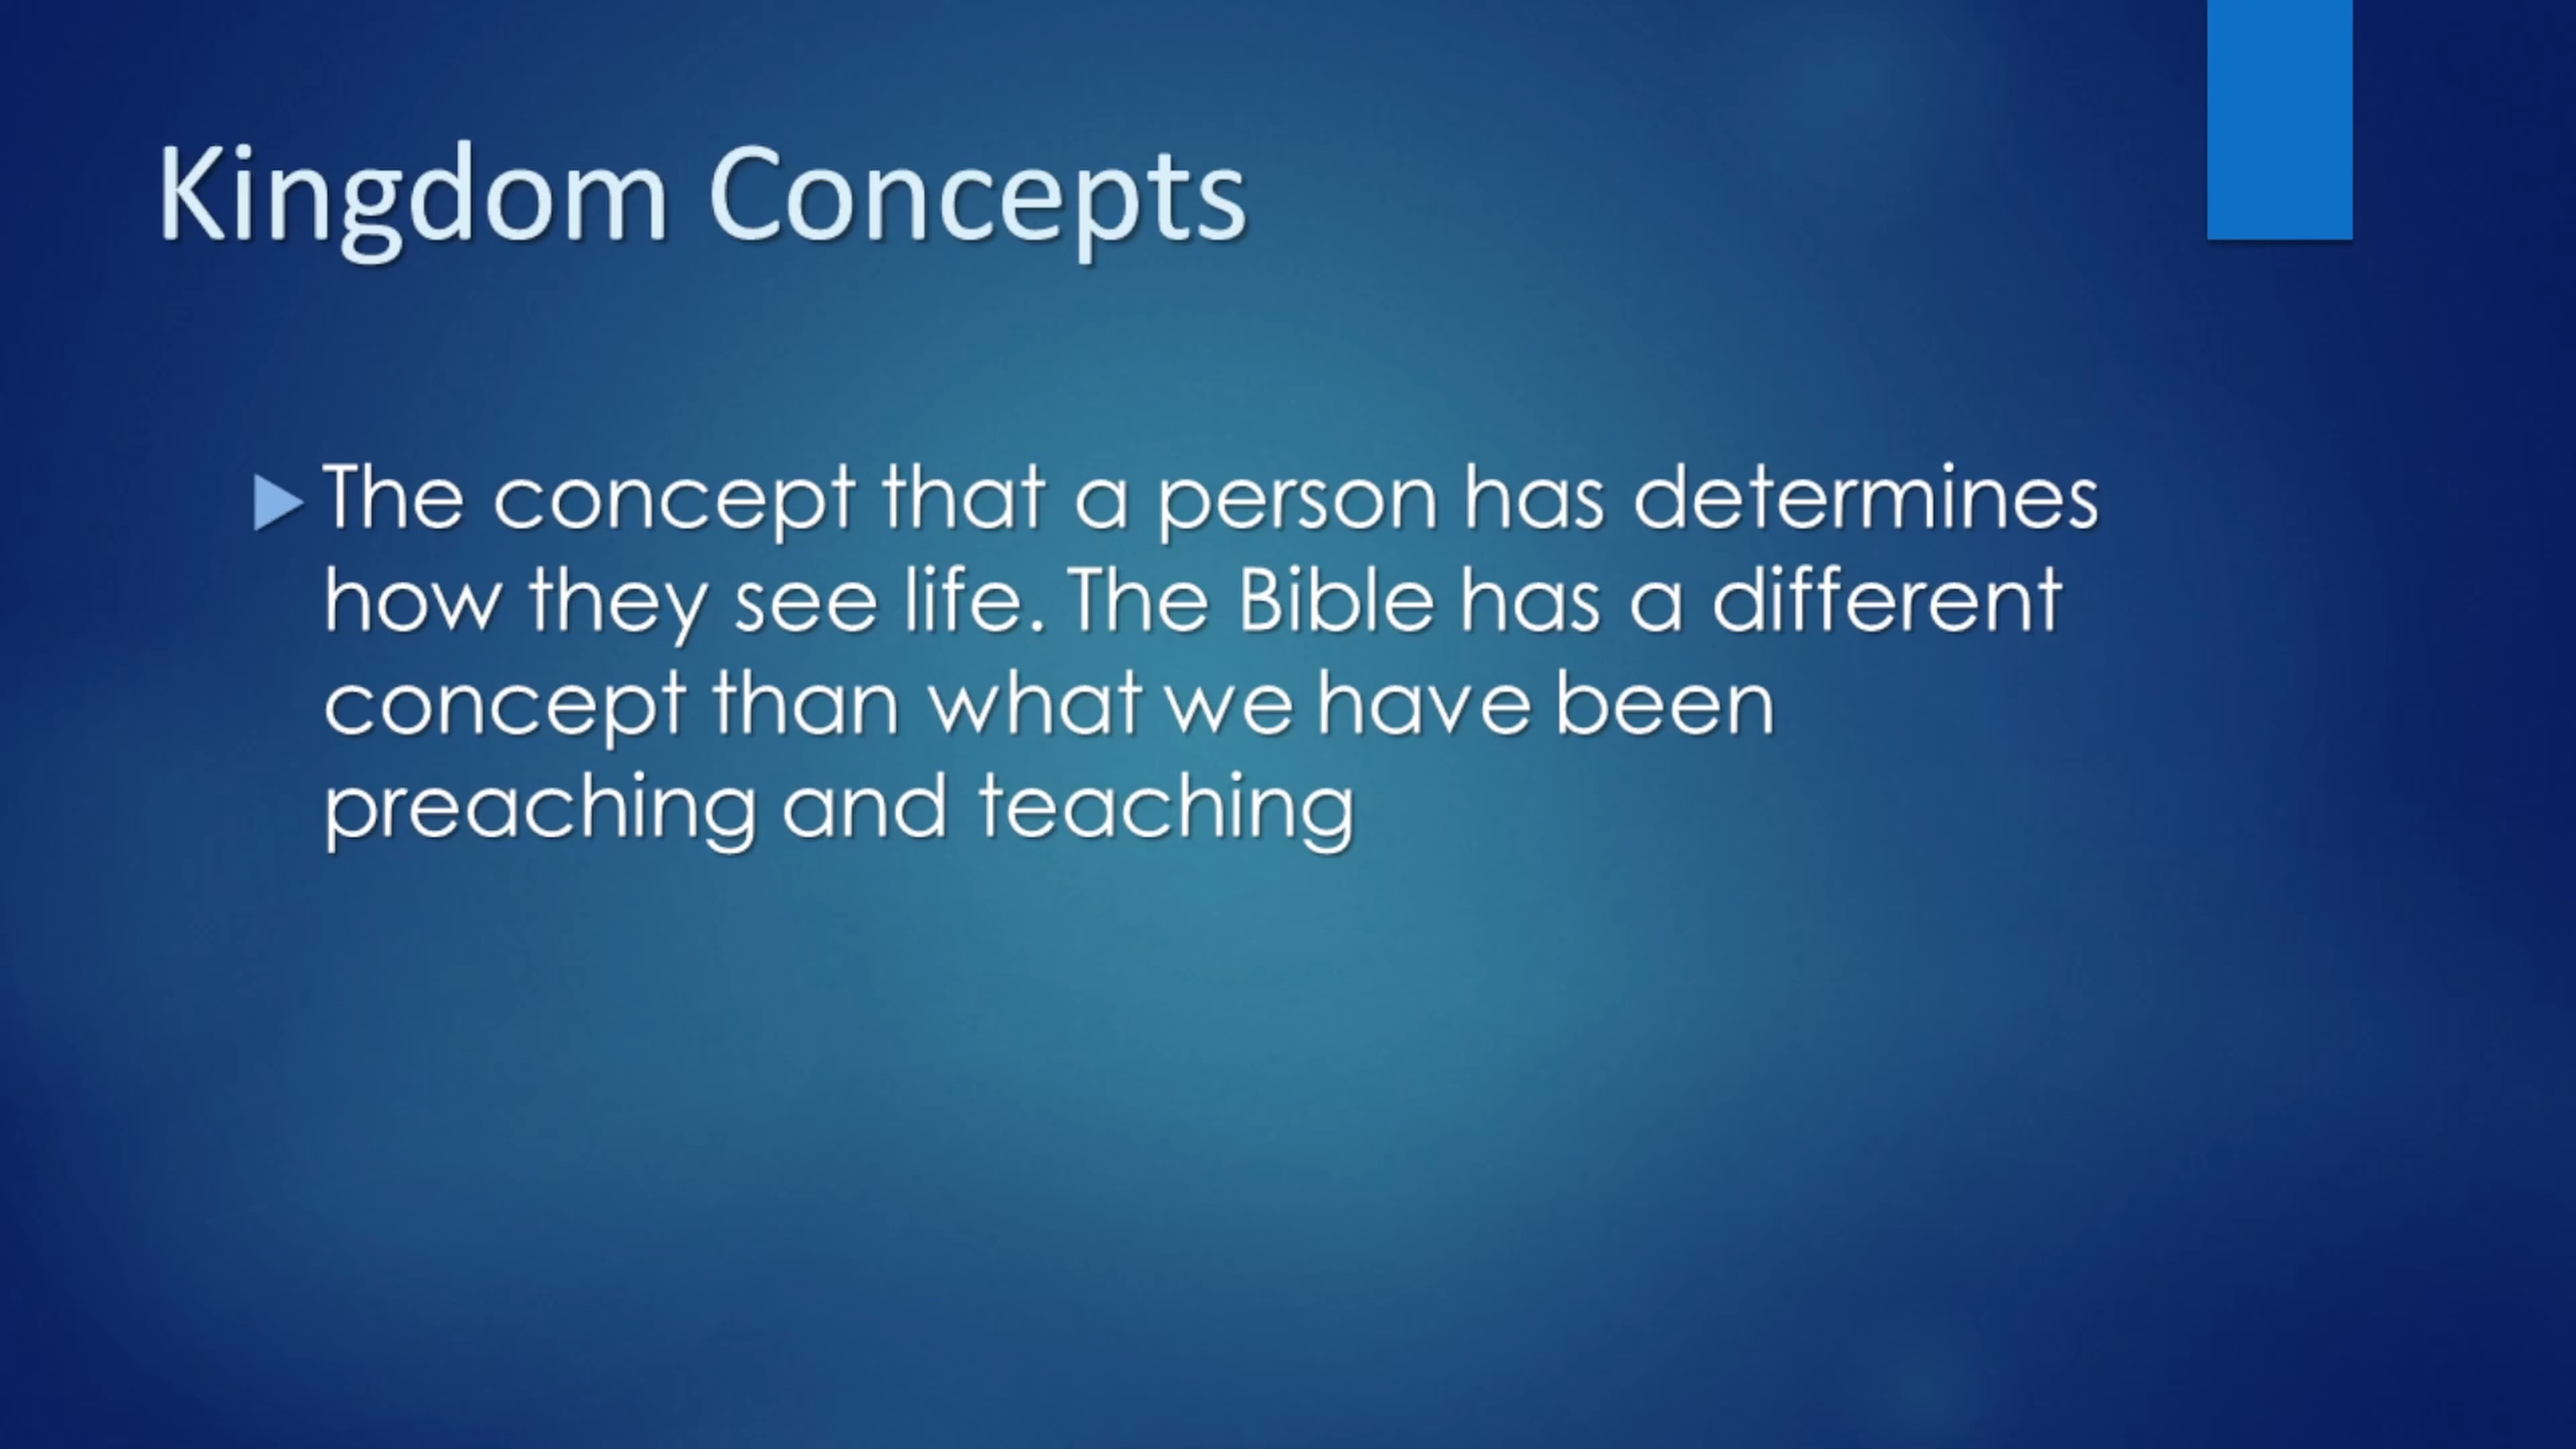 Kingdom Concepts
The concept that a person has determines
how they see life. The Bible has a different
concept than what we have been
preaching and teaching